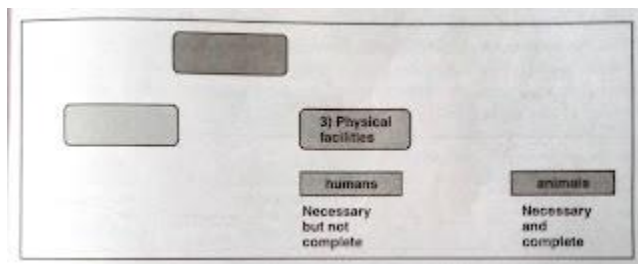 3) Physical
facilities
humans
animals
Necessary
but not
complete
Necessary
and
complete